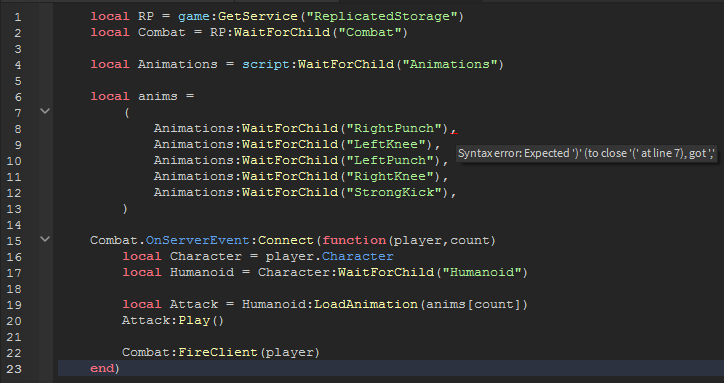 1 local RP = game:GetService("ReplicatedStorage")
2 local Combat = RP:WaitForChild("Combat")
3
4 local Animations = script:WaitForChild("Animations")
5
6 local anims =
7 (
8 Animations:WaitForChild("RightPunch"),
9 Animations:WaitForChild("LeftKnee"),
Syntax error: Expected ')' (to close '(' at line 7), got ','
10 Animations:WaitForChild("LeftPunch"),
11 Animations:WaitForChild("RightKnee"),
12 Animations:WaitForChild("StrongKick"),
13 )
14
15 Combat.OnServerEvent:Connect(function(player,count)
16 local Character = player.Character
17 local Humanoid = Character:WaitForChild("Humanoid")
18
19 local Attack = Humanoid:LoadAnimation(anims[count])
20 Attack:Play()
21
22 Combat:FireClient(player)
23 end)